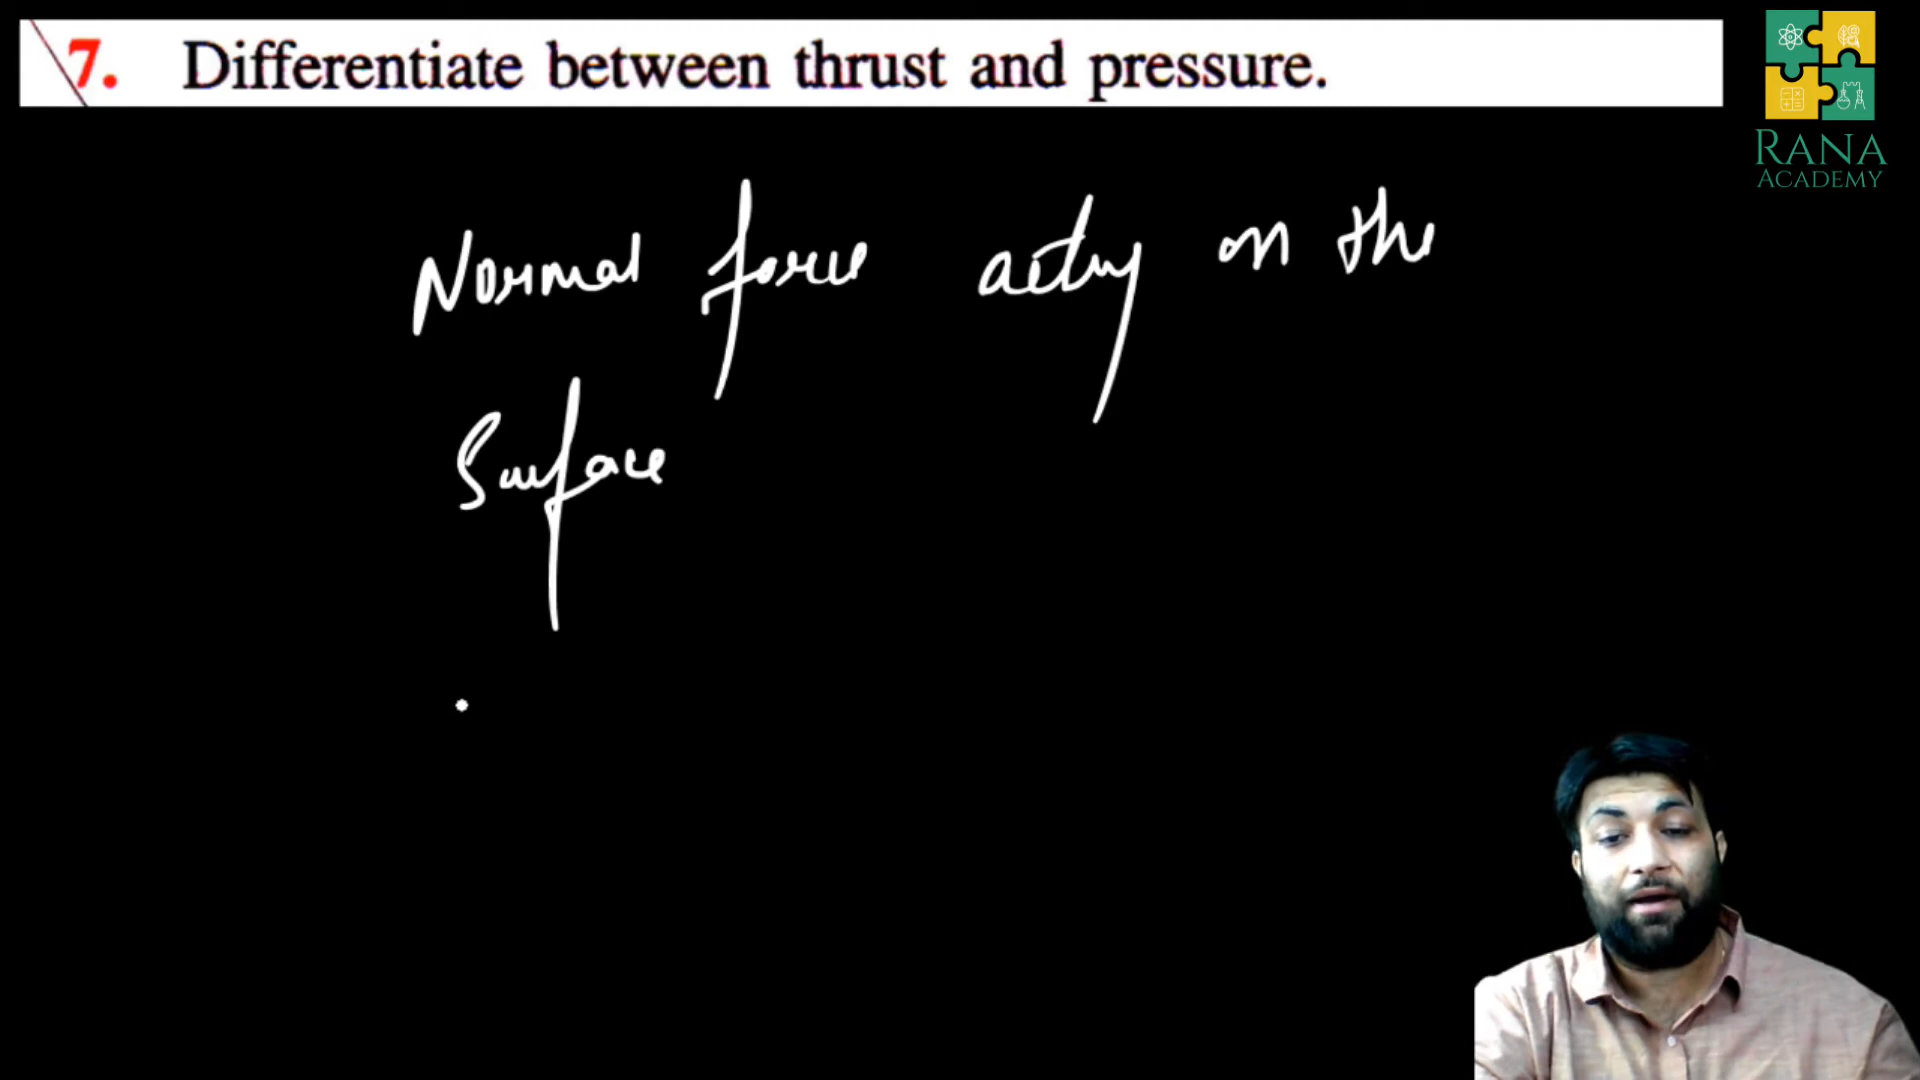 7. Differentiate between thrust and pressure.
RANA
ACADEMY
Normal force acting on the
Surface